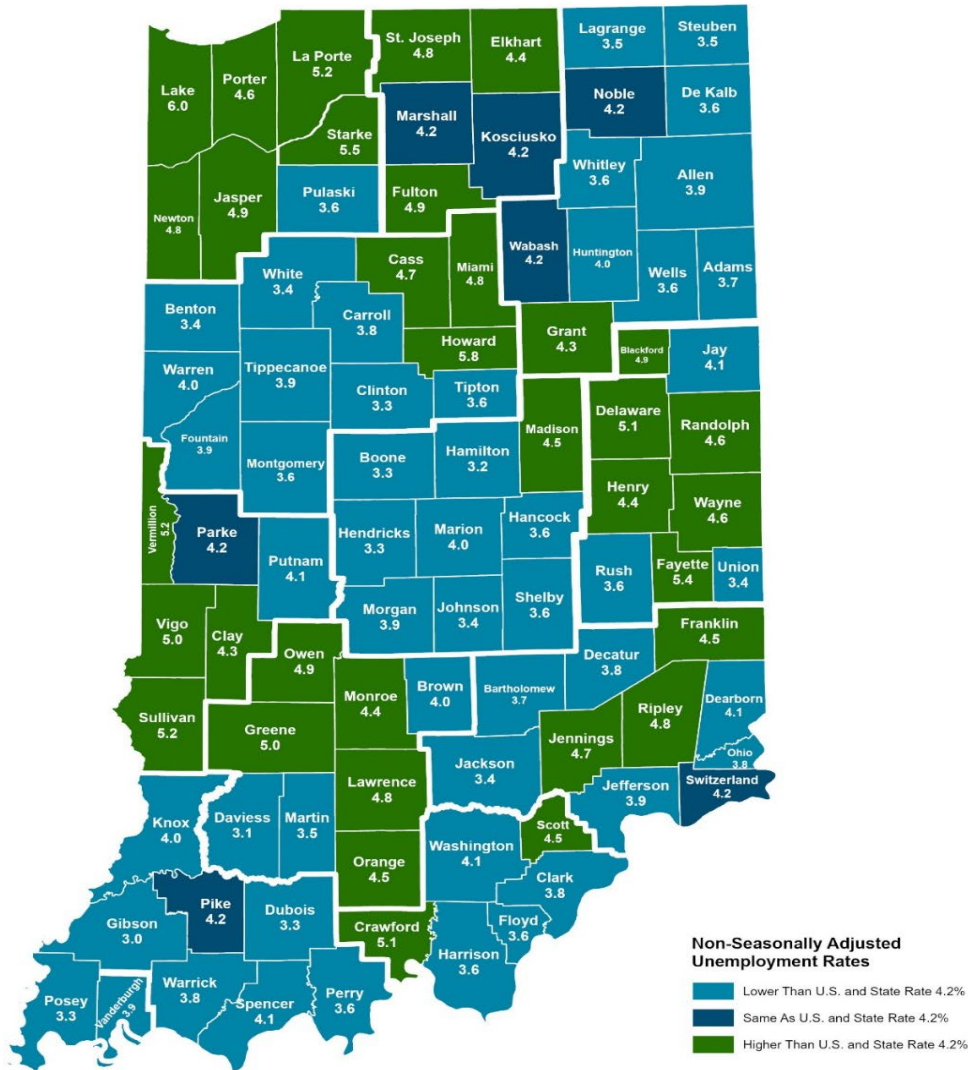 Lagrange
3.5
Steuben
3.5
St. Joseph
4.8
Elkhart
4.4
La Porte
5.2
Porter
4.6
Lake
6.0
Noble
4.2
De Kalb
3.6
Marshall
4.2
Kosciusko
4.2
Starke
5.5
Whitley
3.6
Allen
3.9
Pulaski
3.6
Fulton
4.9
Jasper
4.9
Newton
4.8
Wabash
4.2
Huntington
4.0
Wells
3.6
Adams
3.7
Cass
4.7
Miami
4.8
White
3.4
Benton
3.4
Carroll
3.8
Grant
4.3
Blackford
4.9
Jay
4.1
Howard
5.8
Warren
4.0
Tippecanoe
3.9
Clinton
3.3
Tipton
3.6
Madison
4.5
Delaware
5.1
Randolph
4.6
Fountain
3.9
Montgomery
3.6
Boone
3.3
Hamilton
3.2
Henry
4.4
Wayne
4.6
Vermillion
5.2
Parke
4.2
Putnam
4.1
Hendricks
3.3
Marion
4.0
Hancock
3.6
Rush
3.6
Fayette
5.4
Union
3.4
Morgan
3.9
Johnson
3.4
Shelby
3.6
Vigo
5.0
Clay
4.3
Franklin
4.5
Owen
4.9
Decatur
3.8
Monroe
4.4
Brown
4.0
Bartholomew
3.7
Dearborn
4.1
Ripley
4.8
Sullivan
5.2
Greene
5.0
Jennings
4.7
Ohio
3.8
Jackson
3.4
Switzerland
4.2
Lawrence
4.8
Jefferson
3.9
Knox
4.0
Daviess
3.1
Martin
3.5
Scott
4.5
Washington
4.1
Orange
4.5
Clark
3.8
Pike
4.2
Dubois
3.3
Gibson
3.0
Crawford
5.1
Floyd
3.6
Harrison
3.6
Posey
3.3
Vanderburgh
3.9
Warrick
3.8
Spencer
4.1
Perry
3.6
Non-Seasonally Adjusted
Unemployment Rates
Lower Than U.S. and State Rate 4.2%
Same As U.S. and State Rate 4.2%
Higher Than U.S. and State Rate 4.2%